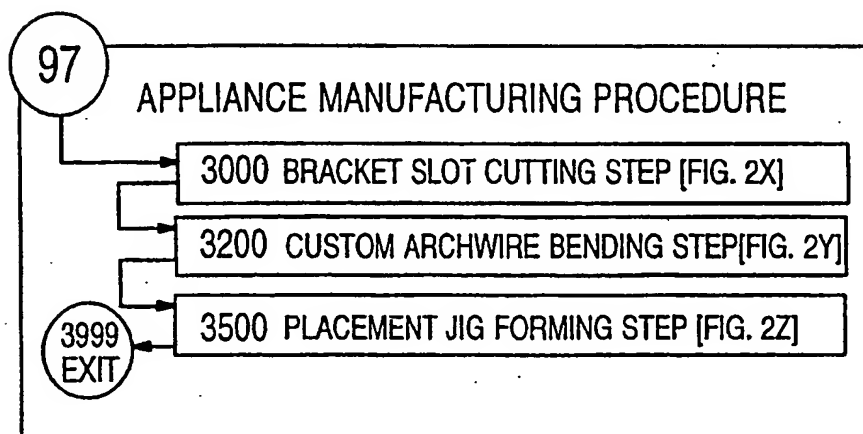 97
APPLIANCE MANUFACTURING PROCEDURE
3000 BRACKET SLOT CUTTING STEP [FIG. 2X]
3200 CUSTOM ARCHWIRE BENDING STEP[FIG. 2Y]
3500 PLACEMENT JIG FORMING STEP [FIG. 2Z]
3999
EXIT